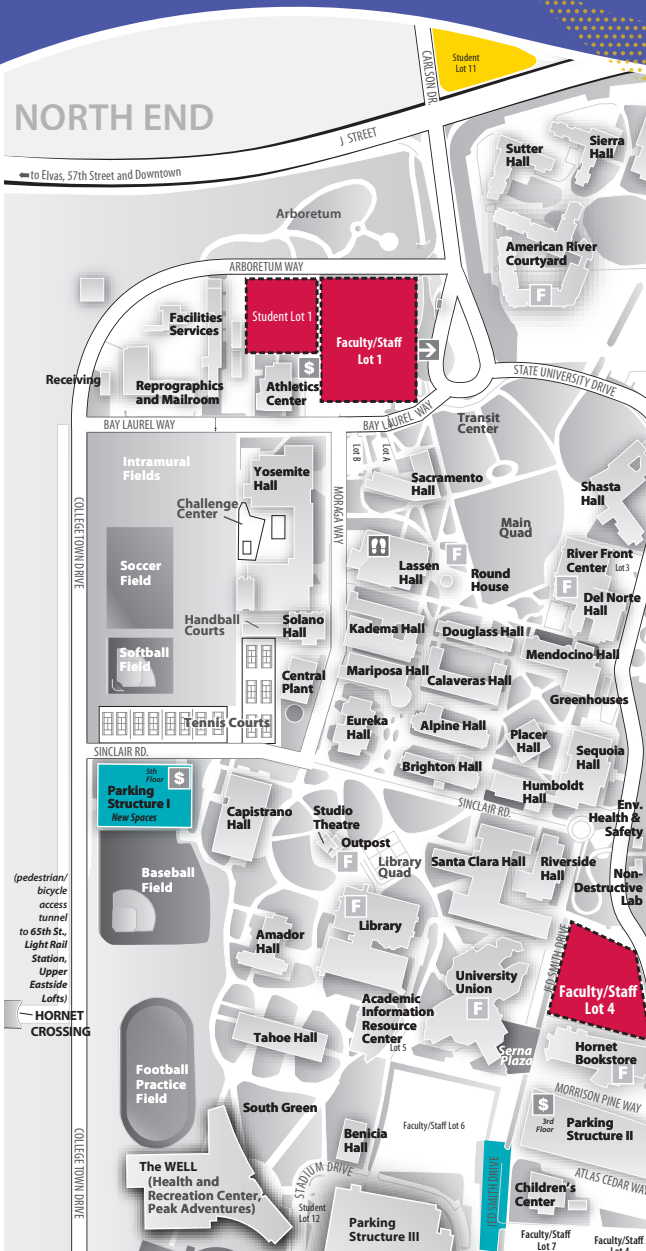 Student
Lot 11
CARLSON DR.
NORTH END
J STREET
to Elvas, 57th Street and Downtown
Sutter
Hall
Sierra
Hall
Arboretum
American River
Courtyard
F
ARBORETUM WAY
Facilities
Services
Student Lot 1
Faculty/Staff
Lot 1
$
Receiving
Reprographics
and Mailroom
Athletics
Center
STATE UNIVERSITY DRIVE
BAY LAUREL WAY
BAY LAUREL WAY
Transit
Center
Lot B
Lot A
Intramural
Fields
Yosemite
Hall
Sacramento
Hall
Shasta
Hall
COLLEGE TOWN DRIVE
Challenge
Center
MORAGA WAY
Main
Quad
Soccer
Field
Lassen
Hall
F
Round
House
River Front
Center
Lot 3
F
Del Norte
Hall
Handball
Courts
Solano
Hall
Kadema Hall
Douglass Hall
Softball
Field
Mendocino Hall
Central
Plant
Mariposa Hall
Calaveras Hall
Greenhouses
Tennis Courts
Eureka
Hall
Alpine Hall
Placer
Hall
Sequoia
Hall
SINCLAIR RD.
Brighton Hall
5th
Floor
$
Parking
Structure I
New Spaces
Humboldt
Hall
SINCLAIR RD.
Env.
Health &
Safety
Capistrano
Hall
Studio
Theatre
Outpost
F
Library
Quad
Santa Clara Hall
Riverside
Hall
Non-
Destructive
Lab
Baseball
Field
(pedestrian/
bicycle
access
tunnel
to 65th St.,
Light Rail
Station,
Upper
Eastside
Lofts)
HORNET
CROSSING
F
Library
Amador
Hall
JED SMITH DRIVE
University
Union
F
Faculty/Staff
Lot 4
Academic
Information
Resource
Center
Lot 5
Tahoe Hall
Serna
Plaza
Hornet
Bookstore
F
Football
Practice
Field
MORRISON PINE WAY
South Green
$
3rd
Floor
Parking
Structure II
Faculty/Staff Lot 6
Benicia
Hall
COLLEGE TOWN DRIVE
The WELL
(Health and
Recreation Center,
Peak Adventures)
STADIUM DRIVE
JED SMITH DRIVE
ATLAS CEDAR WAY
Children's
Center
Student
Lot 12
Parking
Structure III
Faculty/Staff
Lot 7
Faculty/Staff